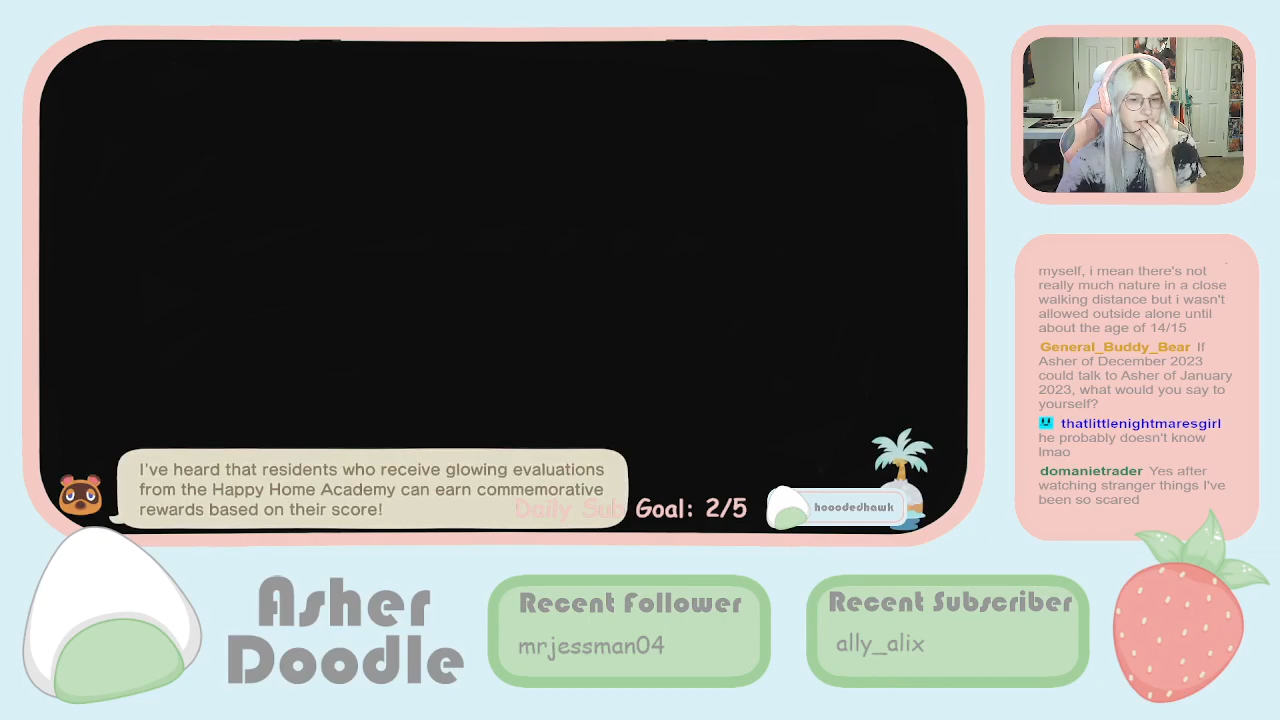 I've heard that residents who receive glowing evaluations
from the Happy Home Academy can earn commemorative
rewards based on their score!
Daily Sub Goal: 2/5
hooodedhawk
myself, i mean there's not
really much nature in a close
walking distance but i wasn't
allowed outside alone until
about the age of 14/15
General_Buddy_Bear If
Asher of December 2023
could talk to Asher of January
2023, what would you say to
yourself?
thatlittlenightmaresgirl
he probably doesn't know
lmao
domanietrader Yes after
watching stranger things I've
been so scared
Asher
Doodle
Recent Follower
mrjessman04
Recent Subscriber
ally_alix